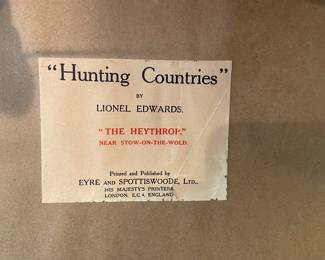 "Hunting Countries"
BY
LIONEL EDWARDS.
"THE HEYTHROP."
NEAR STOW-ON-THE-WOLD.
Printed and Published by
EYRE AND SPOTTISWOODE, LTD.,
HIS MAJESTY'S PRINTERS,
LONDON, E.C.4, ENGLAND